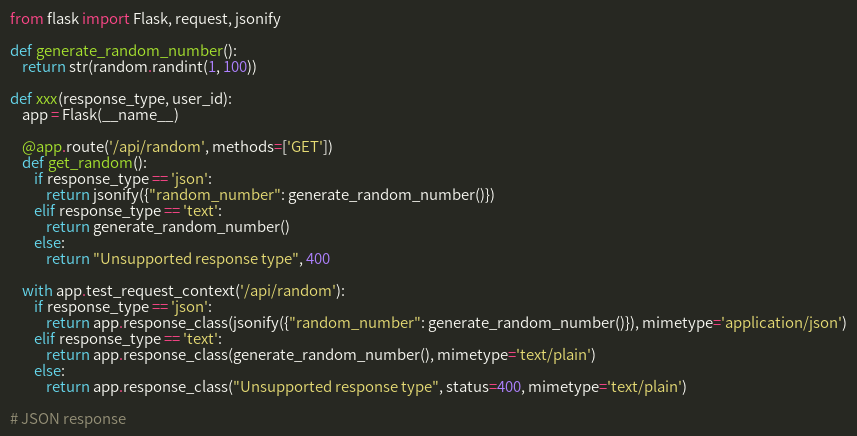 from flask import Flask, request, jsonify

def generate_random_number():
    return str(random.randint(1, 100))

def xxx(response_type, user_id):
    app = Flask(__name__)

    @app.route('/api/random', methods=['GET'])
    def get_random():
        if response_type == 'json':
            return jsonify({"random_number": generate_random_number()})
        elif response_type == 'text':
            return generate_random_number()
        else:
            return "Unsupported response type", 400

    with app.test_request_context('/api/random'):
        if response_type == 'json':
            return app.response_class(jsonify({"random_number": generate_random_number()}), mimetype='application/json')
        elif response_type == 'text':
            return app.response_class(generate_random_number(), mimetype='text/plain')
        else:
            return app.response_class("Unsupported response type", status=400, mimetype='text/plain')

# JSON response